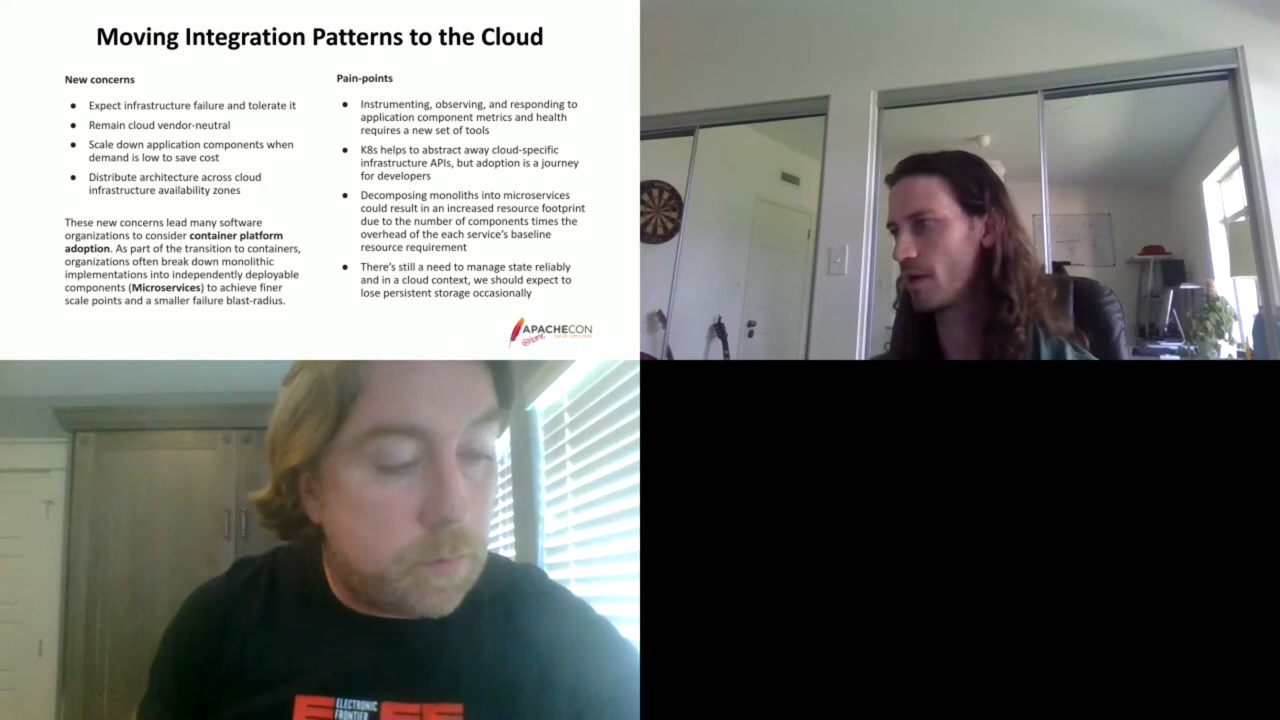 Moving Integration Patterns to the Cloud
New concerns
● Expect infrastructure failure and tolerate it
● Remain cloud vendor-neutral
● Scale down application components when
demand is low to save cost
● Distribute architecture across cloud
infrastructure availability zones
These new concerns lead many software
organizations to consider container platform
adoption. As part of the transition to containers,
organizations often break down monolithic
implementations into independently deployable
components (Microservices) to achieve finer
scale points and a smaller failure blast-radius.
Pain-points
● Instrumenting, observing, and responding to
application component metrics and health
requires a new set of tools
● K8s helps to abstract away cloud-specific
infrastructure APIs, but adoption is a journey
for developers
● Decomposing monoliths into microservices
could result in an increased resource footprint
due to the number of components times the
overhead of the each service's baseline
resource requirement
● There's still a need to manage state reliably
and in a cloud context, we should expect to
lose persistent storage occasionally
APACHECON
@home
ELECTRONIC
FRONTIER